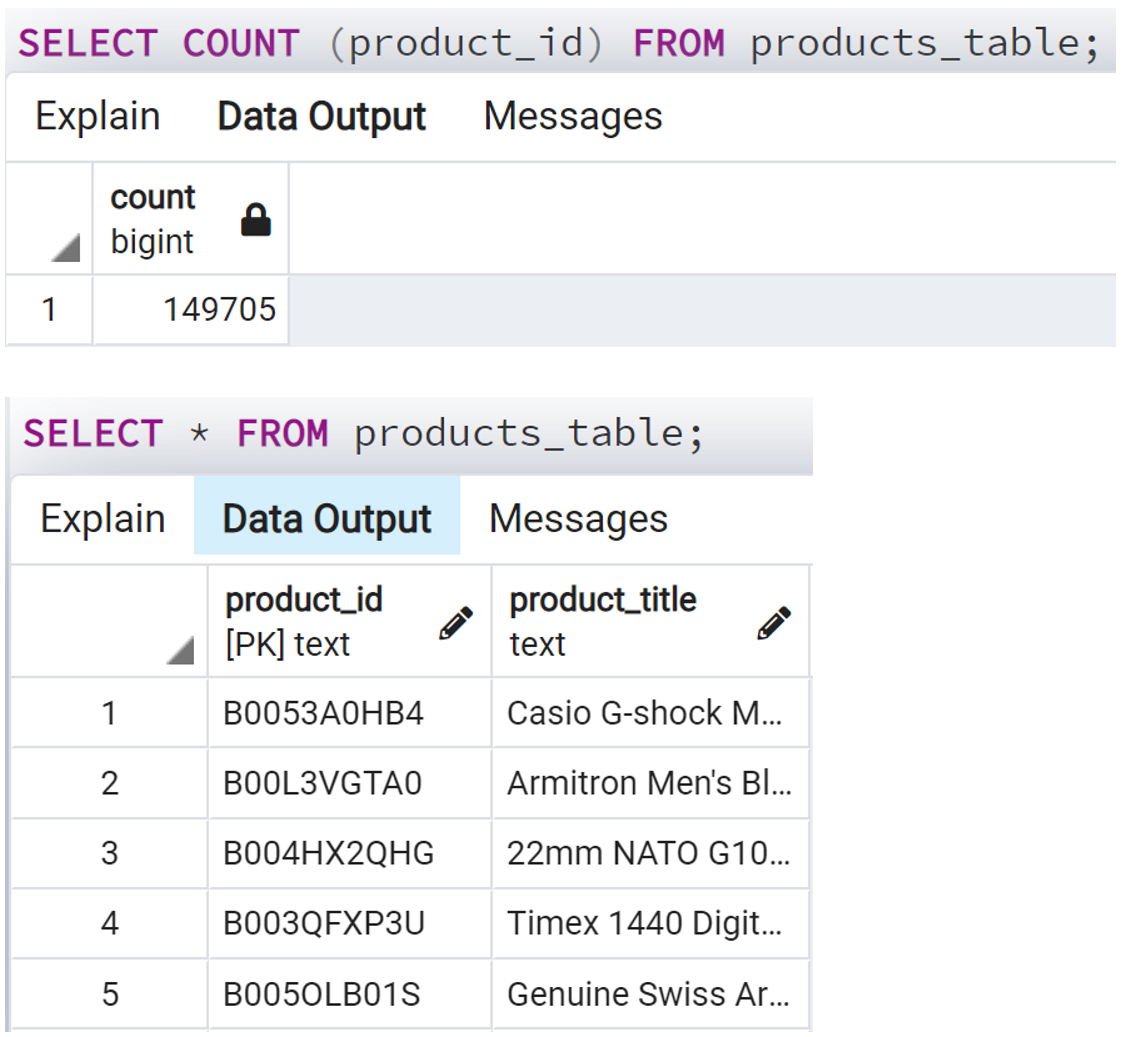 SELECT COUNT (product_id) FROM products_table;
Explain Data Output Messages
count
bigint
1 149705
SELECT * FROM products_table;
Explain Data Output Messages
product_id product_title
[PK] text text
1 B0053A0HB4 Casio G-shock M...
2 B00L3VGTA0 Armitron Men's Bl...
3 B004HX2QHG 22mm NATO G10...
4 B003QFXP3U Timex 1440 Digit...
5 B005OLB01S Genuine Swiss Ar...